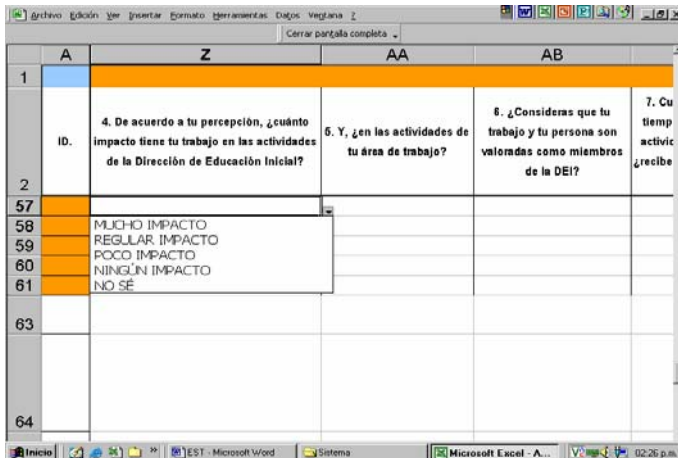 Archivo Edición Ver Insertar Formato Herramientas Datos Ventana ?
Cerrar pantalla completa
A Z AA AB
1
ID.
4. De acuerdo a tu percepción, ¿cuánto
impacto tiene tu trabajo en las actividades
de la Dirección de Educación Inicial?
5. Y, ¿en las actividades de
tu área de trabajo?
6. ¿Consideras que tu
trabajo y tu persona son
valoradas como miembros
de la DEI?
7. Cu
tiemp
activic
¿recibe
2
57
58 MUCHO IMPACTO
REGULAR IMPACTO
59 POCO IMPACTO
60 NINGÚN IMPACTO
61 NO SÉ
63
64
Inicio EST - Microsoft Word Sistema Microsoft Excel - A... 02:26 p.m.